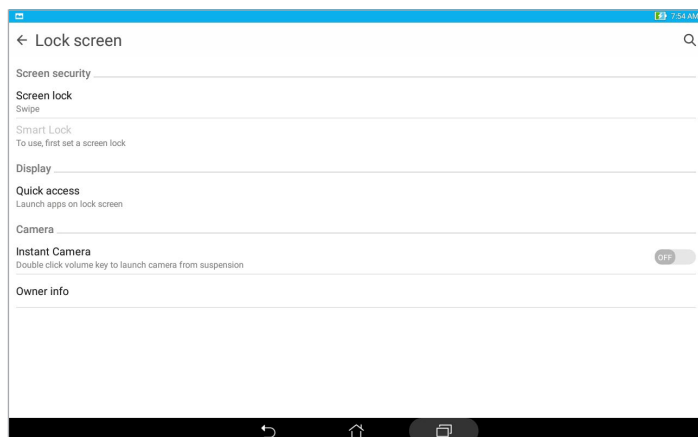 7:54 AM
Lock screen
Screen security
Screen lock
Swipe
Smart Lock
To use, first set a screen lock
Display
Quick access
Launch apps on lock screen
Camera
Instant Camera
Double click volume key to launch camera from suspension
OFF
Owner info